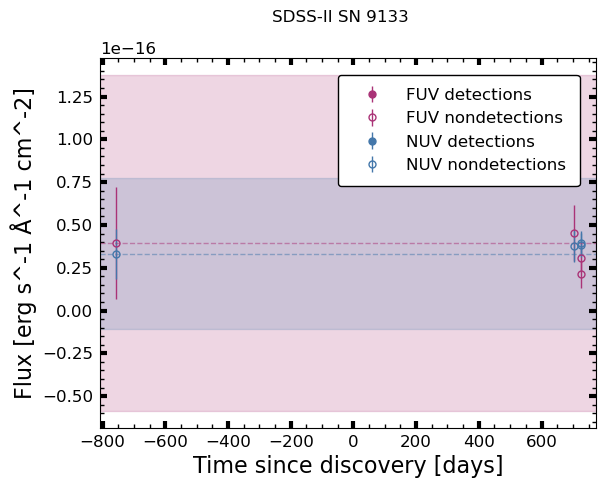 SDSS-II SN 9133
1e−16
Flux [erg s^-1 Å^-1 cm^-2]
1.25
1.00
0.75
0.50
0.25
0.00
−0.25
−0.50
FUV detections
FUV nondetections
NUV detections
NUV nondetections
−800 −600 −400 −200 0 200 400 600
Time since discovery [days]